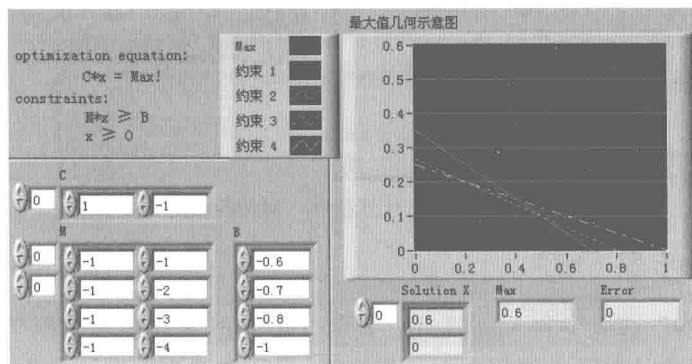 最大值几何示意图
optimization equation:
C*x = Max!
constraints:
M*x ≥ B
x ≥ 0
Max
约束 1
约束 2
约束 3
约束 4
0.6
0.5
0.4
0.3
0.2
0.1
0
0 0.2 0.4 0.6 0.8 1
C
0 1 -1
M B
0 -1 -1 -0.6
0 -1 -2 -0.7
-1 -3 -0.8
-1 -4 -1
Solution X Max Error
0 0.6 0.6 0
0